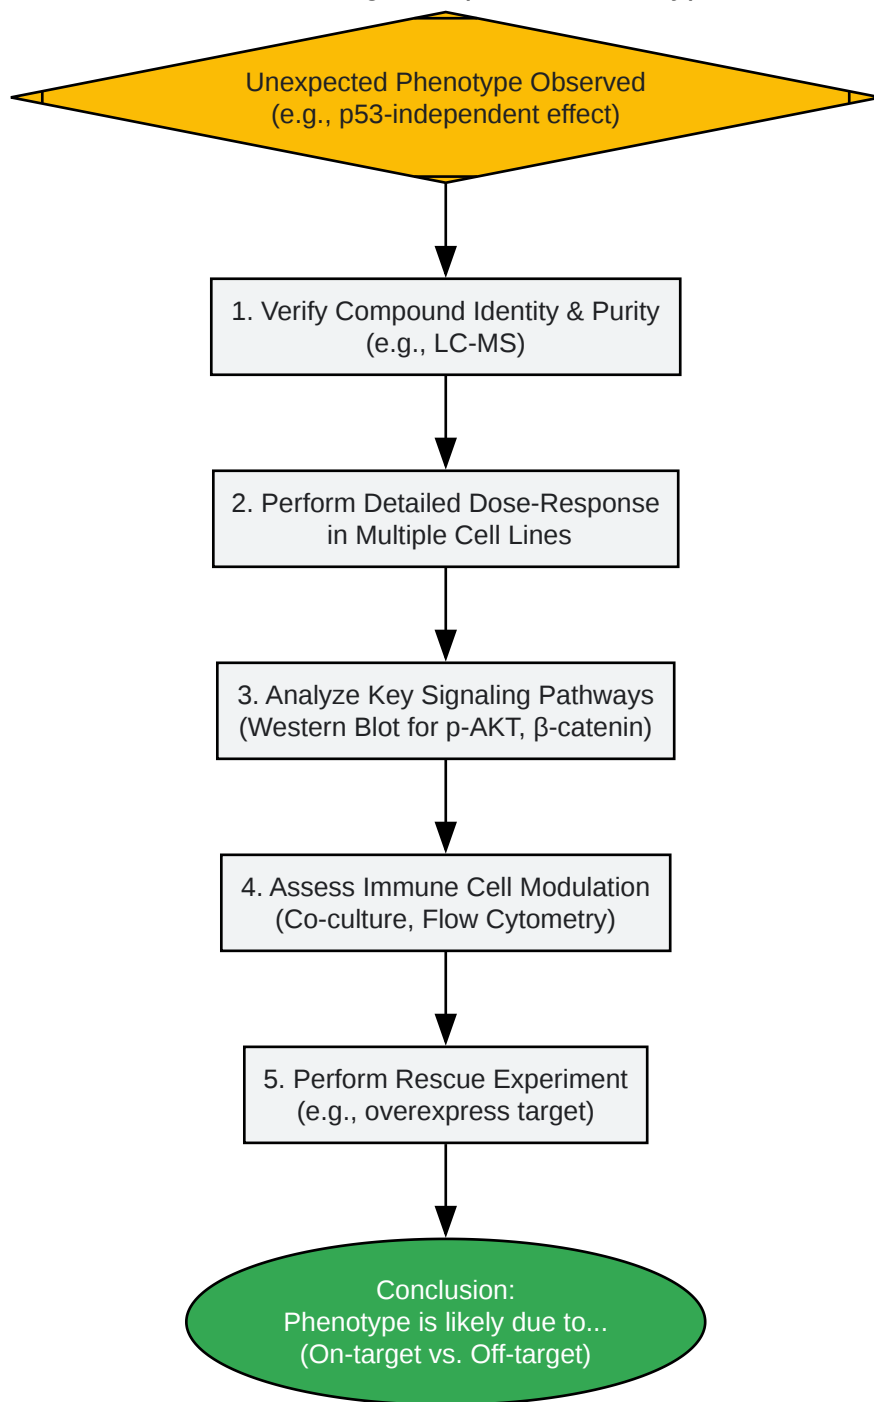 Unexpected Phenotype Observed
(e.g., p53-independent effect)
1. Verify Compound Identity & Purity
(e.g., LC-MS)
2. Perform Detailed Dose-Response
in Multiple Cell Lines
3. Analyze Key Signaling Pathways
(Western Blot for p-AKT, β-catenin)
4. Assess Immune Cell Modulation
(Co-culture, Flow Cytometry)
5. Perform Rescue Experiment
(e.g., overexpress target)
Conclusion:
Phenotype is likely due to...
(On-target vs. Off-target)